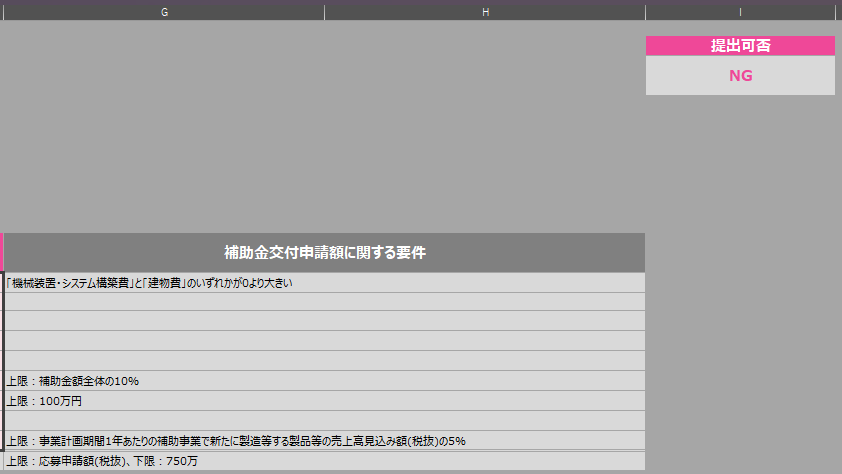 G H I
提出可否
NG
補助金交付申請額に関する要件
「機械装置・システム構築費」と「建物費」のいずれかが0より大きい
上限：補助金額全体の10%
上限：100万円
上限：事業計画期間1年あたりの補助事業で新たに製造等する製品等の売上高見込み額(税抜)の5%
上限：応募申請額(税抜)、下限：750万